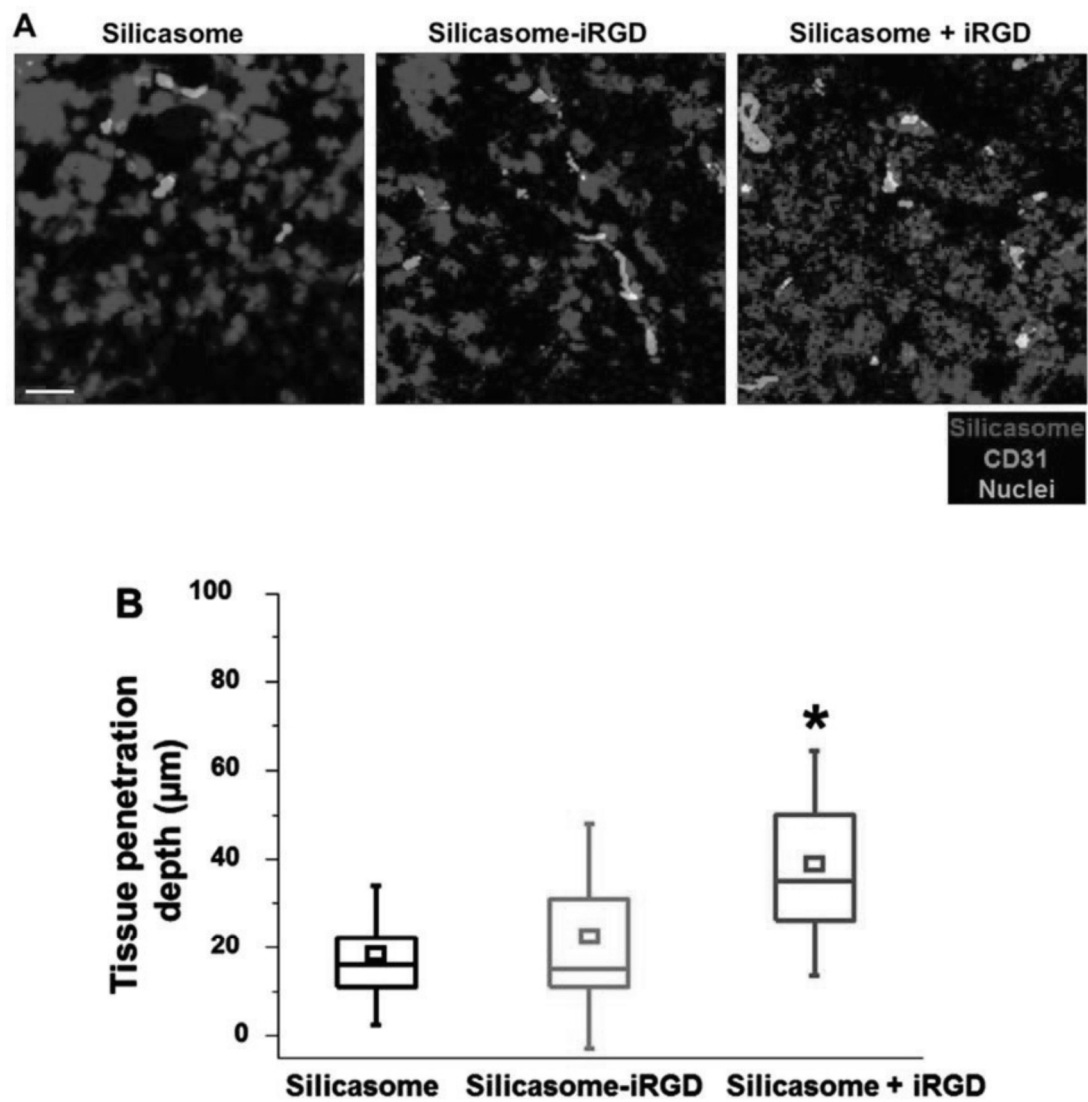 A
Silicasome
Silicasome-iRGD
Silicasome + iRGD
Silicasome
CD31
Nuclei
B
Tissue penetration
depth (µm)
100
80
60
40
20
0
*
Silicasome
Silicasome-iRGD
Silicasome + iRGD